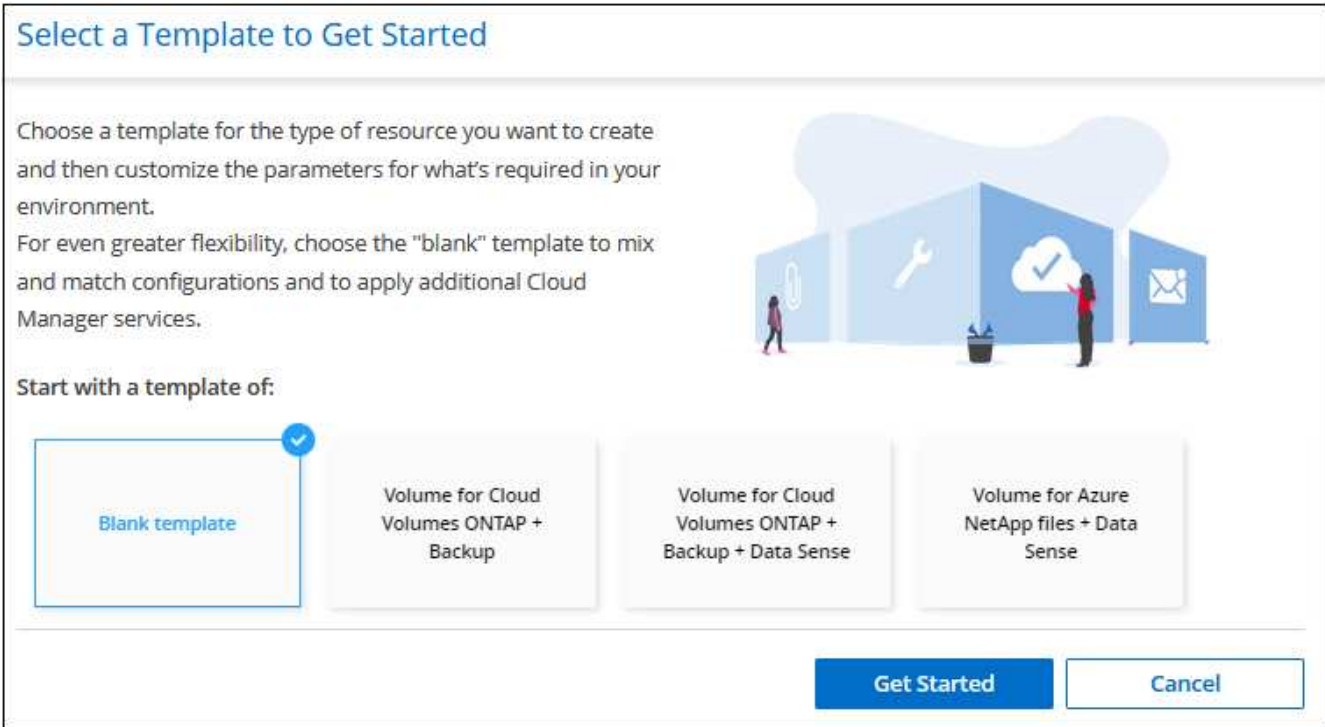 Select a Template to Get Started
Choose a template for the type of resource you want to create
and then customize the parameters for what's required in your
environment.
For even greater flexibility, choose the "blank" template to mix
and match configurations and to apply additional Cloud
Manager services.
Start with a template of:
Blank template
Volume for Cloud
Volumes ONTAP +
Backup
Volume for Cloud
Volumes ONTAP +
Backup + Data Sense
Volume for Azure
NetApp files + Data
Sense
Get Started
Cancel